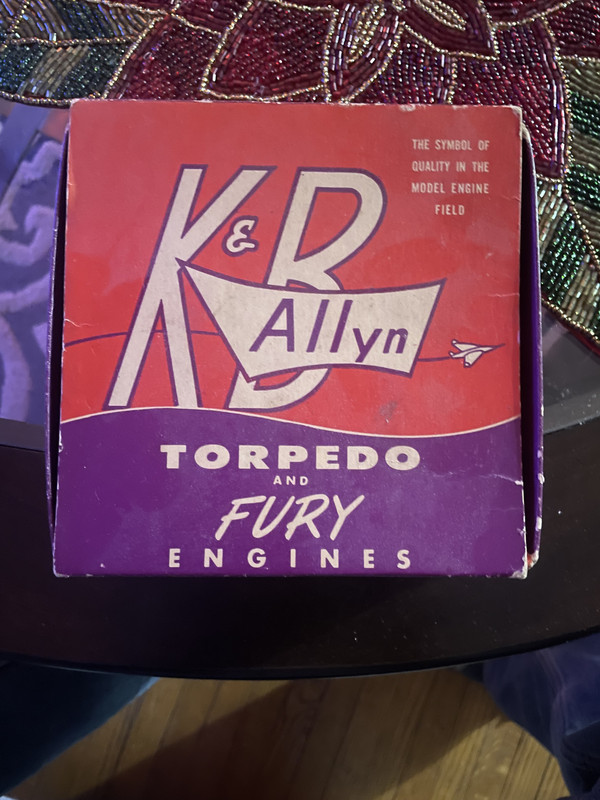 THE SYMBOL OF
QUALITY IN THE
MODEL ENGINE
FIELD
K&B
Allyn
TORPEDO
AND
FURY
ENGINES